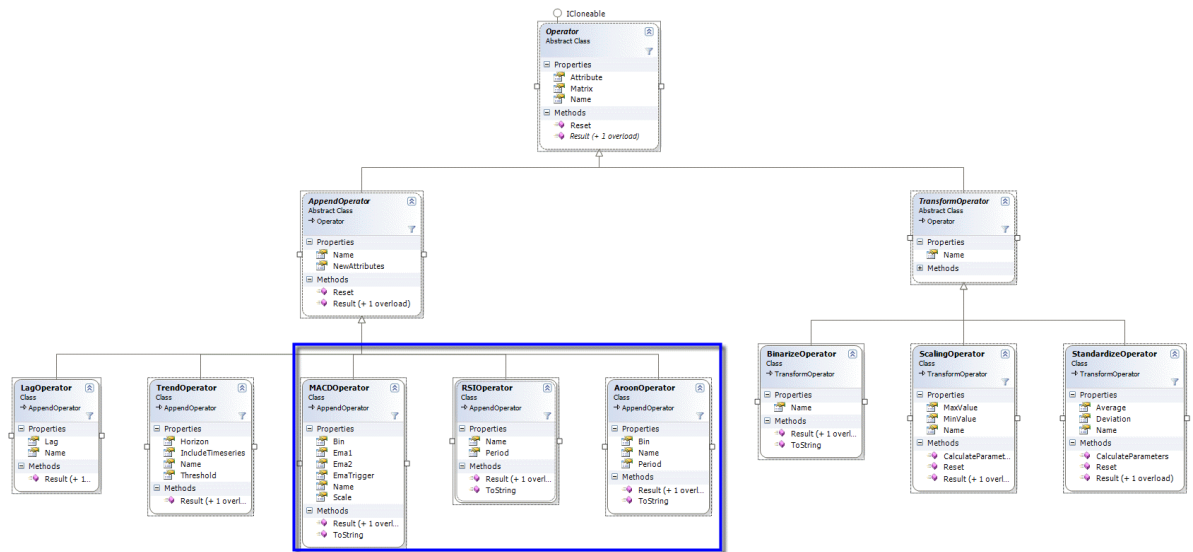 ICloneable
Operator
Abstract Class
Properties
Attribute
Matrix
Name
Methods
Reset
Result (+ 1 overload)
AppendOperator
Abstract Class
Operator
Properties
Name
NewAttributes
Methods
Reset
Result (+ 1 overload)
TransformOperator
Abstract Class
Operator
Properties
Name
Methods
LagOperator
Class
AppendOperator
Properties
Lag
Name
Methods
Result (+ 1...
TrendOperator
Class
AppendOperator
Properties
Horizon
IncludeTimeseries
Name
Threshold
Methods
Result (+ 1 overl...
MACDOperator
Class
AppendOperator
Properties
Bin
Ema1
Ema2
EmaTrigger
Name
Scale
Methods
Result (+ 1 overl...
ToString
RSIOperator
Class
AppendOperator
Properties
Name
Period
Methods
Result (+ 1 overl...
ToString
AroonOperator
Class
AppendOperator
Properties
Bin
Name
Period
Methods
Result (+ 1 overl...
ToString
BinarizeOperator
Class
TransformOperator
Properties
Name
Methods
Result (+ 1 overl...
ToString
ScalingOperator
Class
TransformOperator
Properties
MaxValue
MinValue
Name
Methods
CalculateParamet...
Reset
Result (+ 1 overl...
StandardizeOperator
Class
TransformOperator
Properties
Average
Deviation
Name
Methods
CalculateParameters
Reset
Result (+ 1 overload)